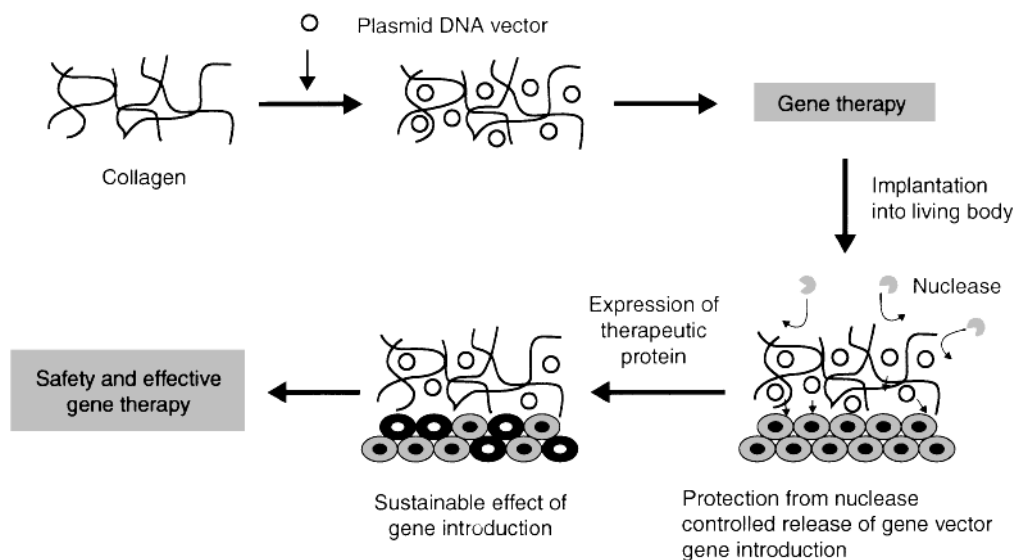 Plasmid DNA vector
Collagen
Gene therapy
Implantation
into living body
Nuclease
Expression of
therapeutic
protein
Safety and effective
gene therapy
Sustainable effect of
gene introduction
Protection from nuclease
controlled release of gene vector
gene introduction